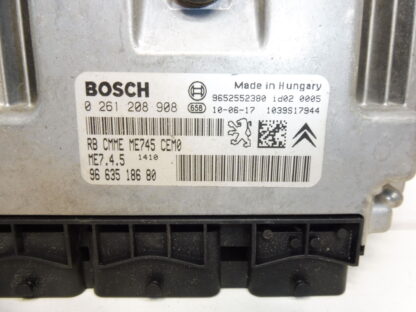 BOSCH
Made in Hungary
9652552380 1d02 0005
0 261 208 908
658
10-06-17 1039S17944
RB CMME ME745 CEM0
ME7.4.5 1410
96 635 186 80